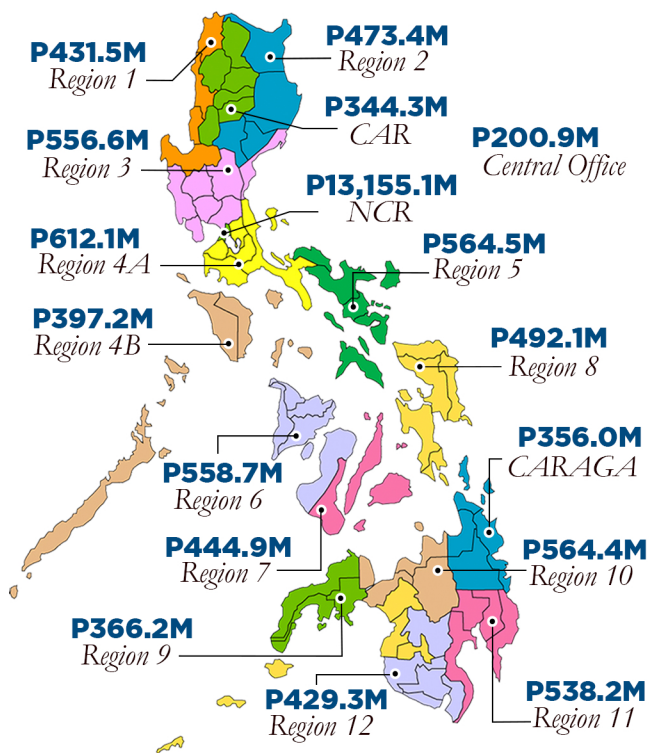 P431.5M
Region 1
P473.4M
Region 2
P344.3M
CAR
P556.6M
Region 3
P200.9M
Central Office
P13,155.1M
NCR
P612.1M
Region 4A
P564.5M
Region 5
P397.2M
Region 4B
P492.1M
Region 8
P356.0M
CARAGA
P558.7M
Region 6
P444.9M
Region 7
P564.4M
Region 10
P366.2M
Region 9
P429.3M
Region 12
P538.2M
Region 11